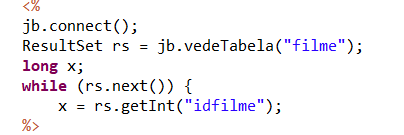 <%
jb.connect();
ResultSet rs = jb.vedeTabela("filme");
long x;
while (rs.next()) {
    x = rs.getInt("idfilme");
%>